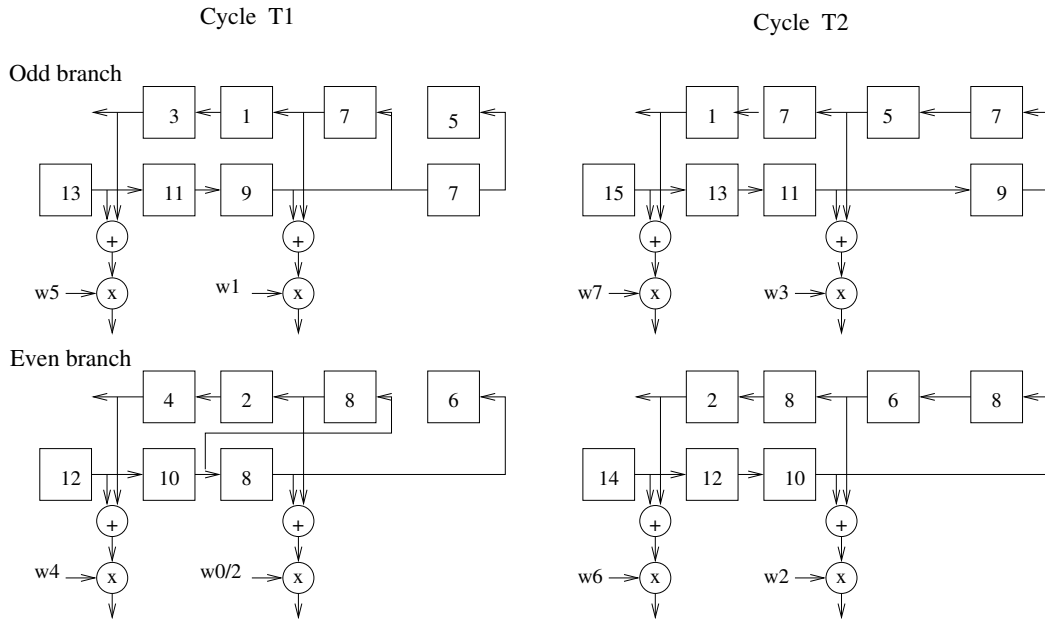 Cycle T1
Cycle T2
Odd branch
3 1 7 5
1 7 5 7
13 11 9 7
15 13 11 9
+ +
+ +
w5 x w1 x
w7 x w3 x
Even branch
4 2 8 6
2 8 6 8
12 10 8
14 12 10
+ +
+ +
w4 x w0/2 x
w6 x w2 x